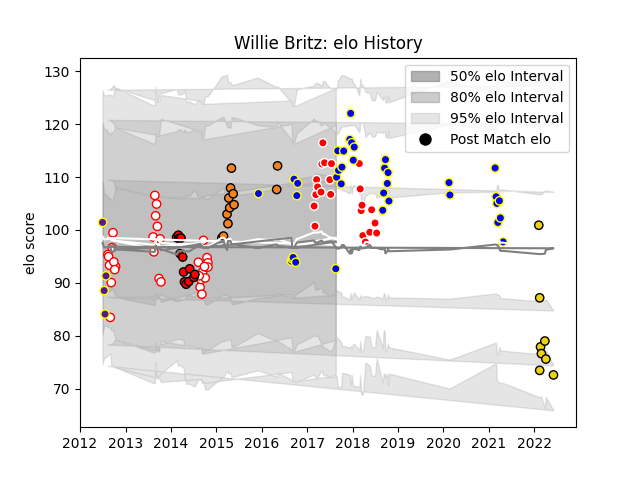 Willie Britz: elo History
130
120
110
100
90
80
70
elo score
50% elo Interval
80% elo Interval
95% elo Interval
Post Match elo
2012 2013 2014 2015 2016 2017 2018 2019 2020 2021 2022